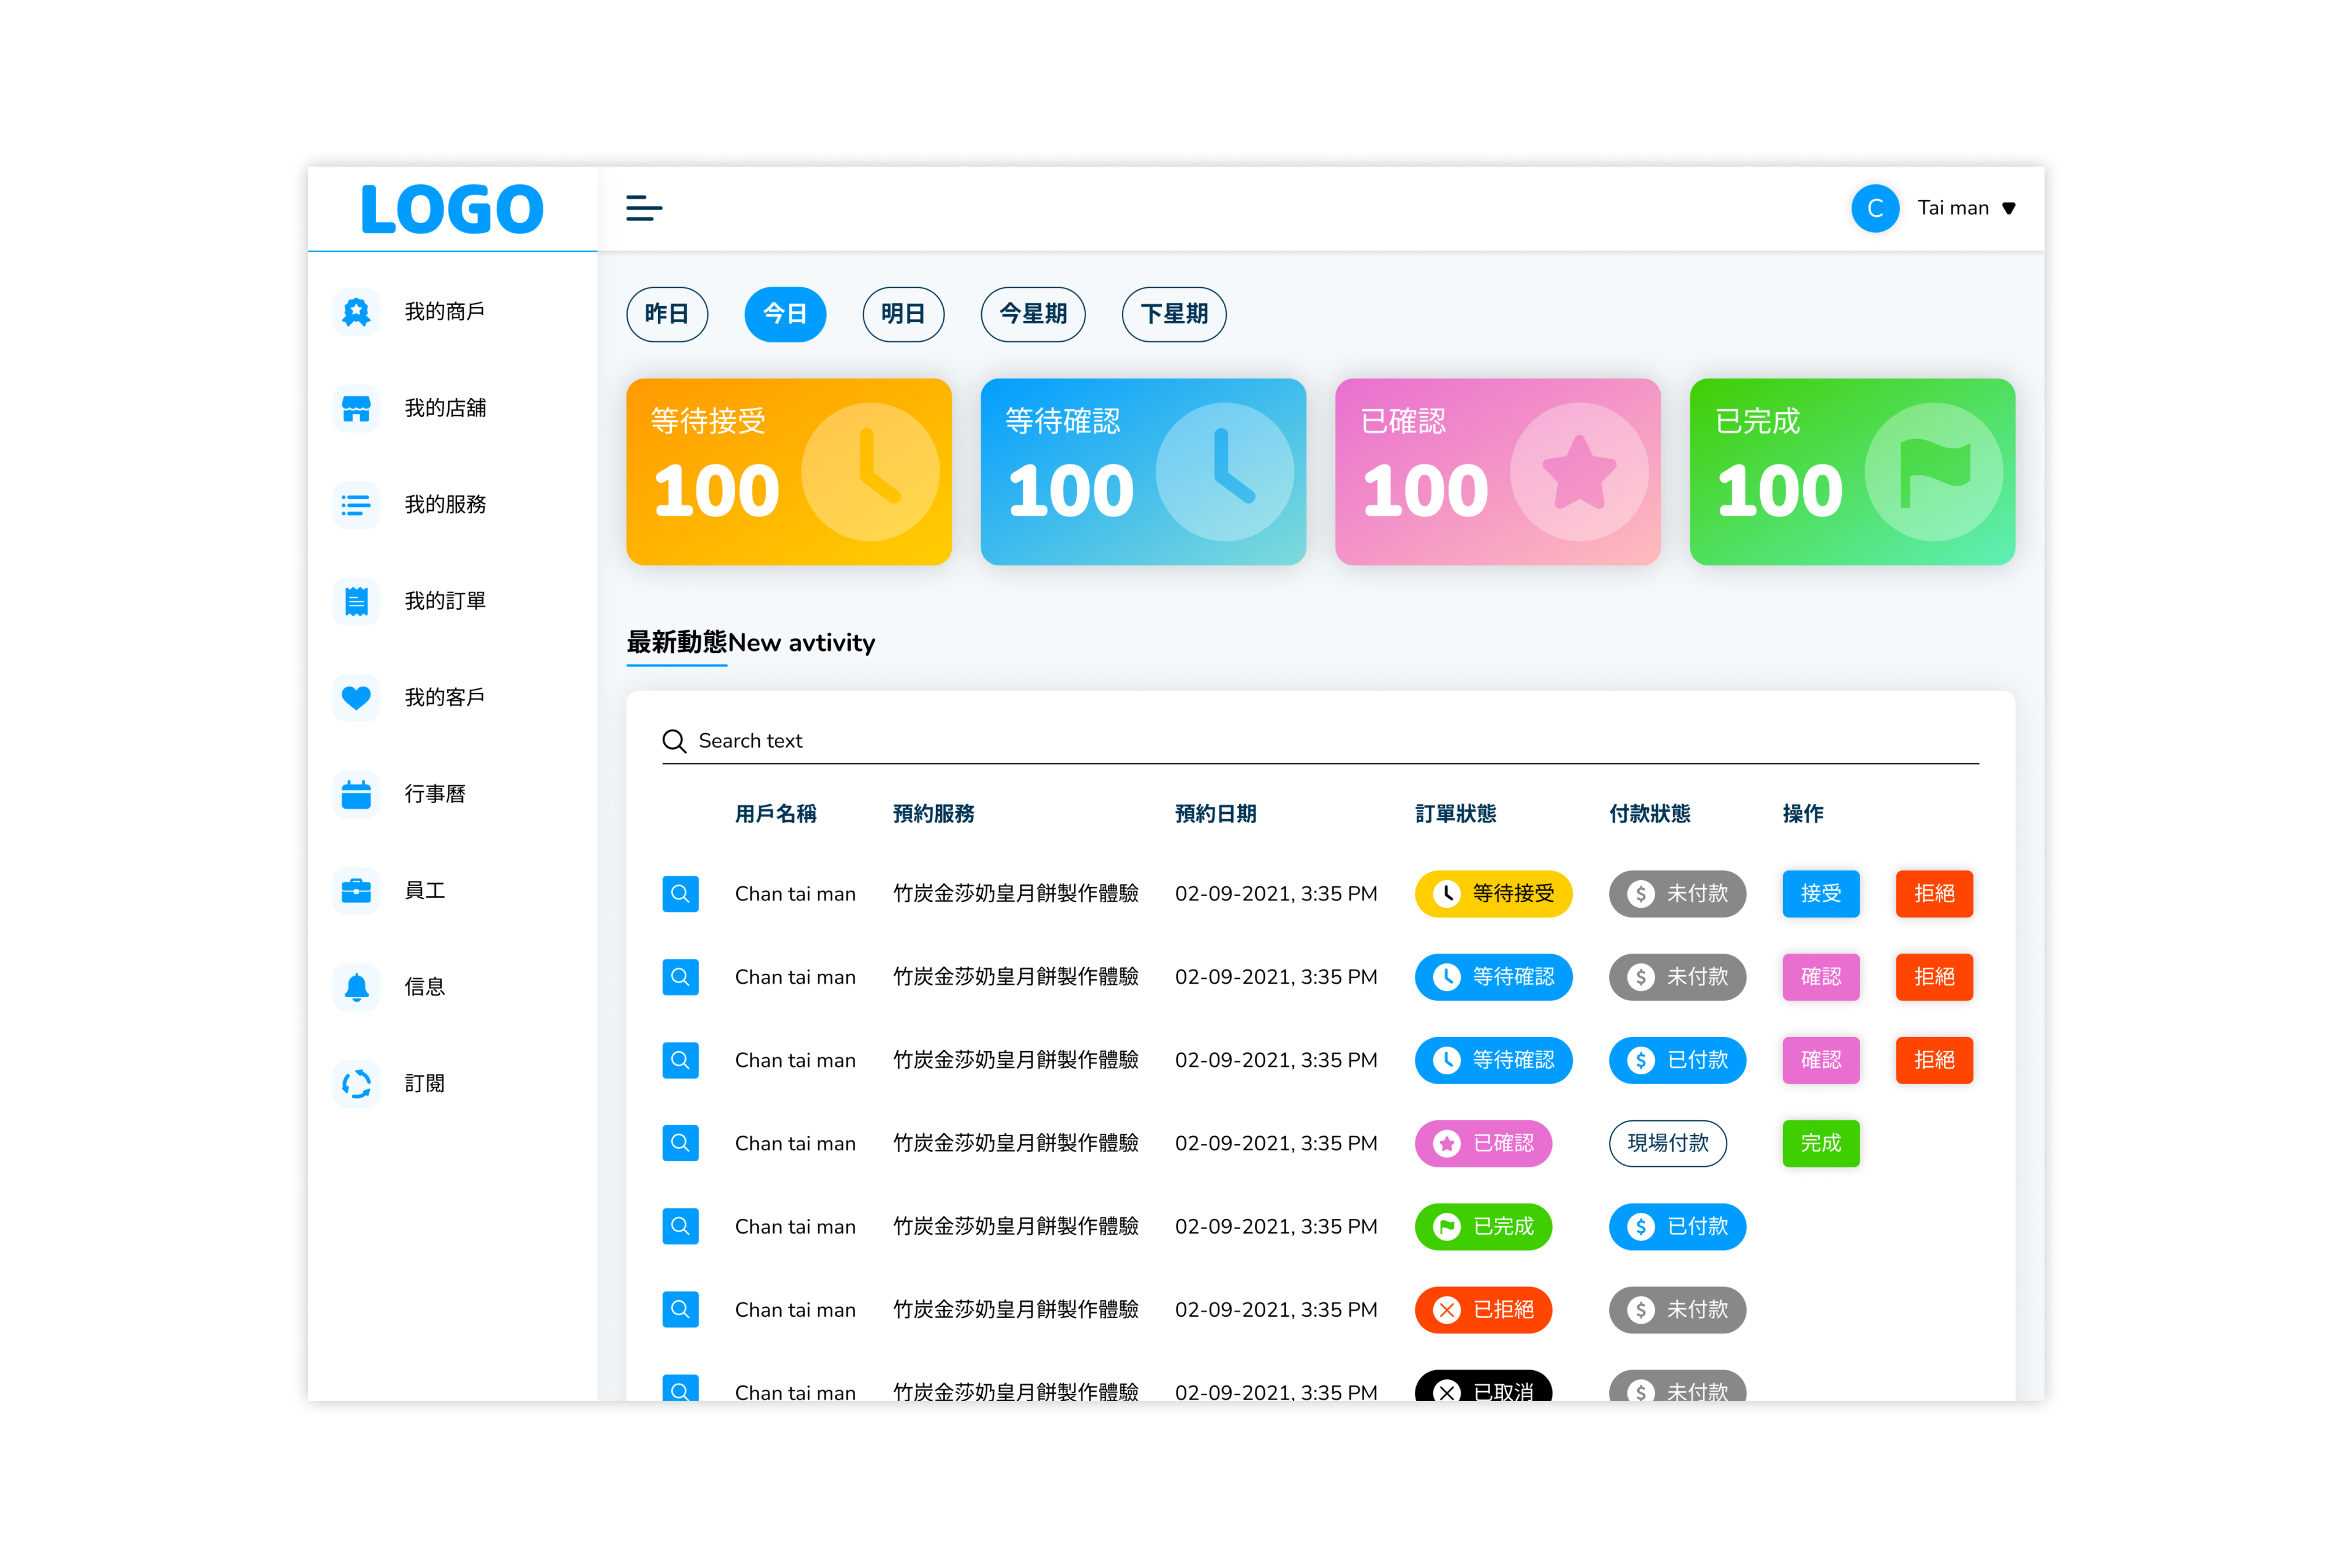 LOGO
C Tai man
我的商戶
我的店舖
我的服務
我的訂單
我的客戶
行事曆
員工
信息
訂閱
昨日 今日 明日 今星期 下星期
等待接受 等待確認 已確認 已完成
100 100 100 100
最新動態New avtivity
Search text
用戶名稱 預約服務 預約日期 訂單狀態 付款狀態 操作
Chan tai man 竹炭金莎奶皇月餅製作體驗 02-09-2021, 3:35 PM 等待接受 $ 未付款 接受 拒絕
Chan tai man 竹炭金莎奶皇月餅製作體驗 02-09-2021, 3:35 PM 等待確認 $ 未付款 確認 拒絕
Chan tai man 竹炭金莎奶皇月餅製作體驗 02-09-2021, 3:35 PM 等待確認 $ 已付款 確認 拒絕
Chan tai man 竹炭金莎奶皇月餅製作體驗 02-09-2021, 3:35 PM 已確認 現場付款 完成
Chan tai man 竹炭金莎奶皇月餅製作體驗 02-09-2021, 3:35 PM 已完成 $ 已付款
Chan tai man 竹炭金莎奶皇月餅製作體驗 02-09-2021, 3:35 PM 已拒絕 $ 未付款
Chan tai man 竹炭金莎奶皇月餅製作體驗 02-09-2021, 3:35 PM 已取消 $ 未付款